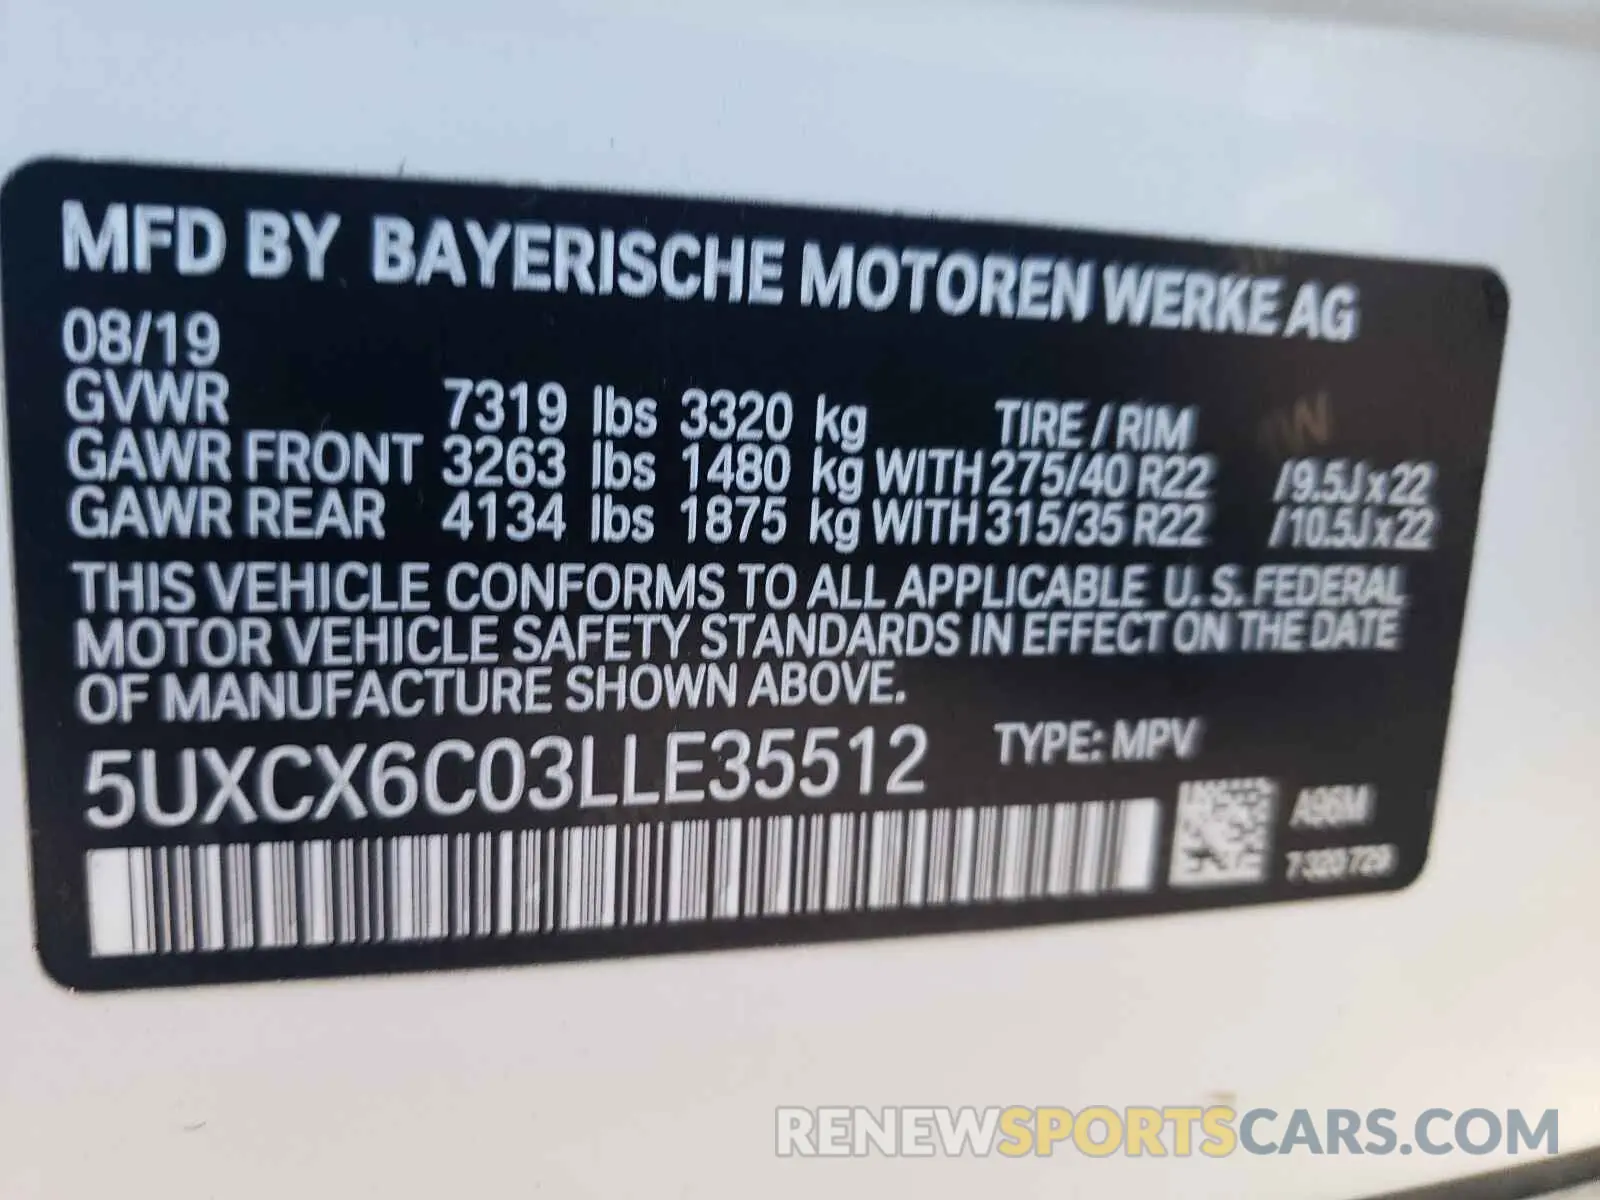 MFD BY BAYERISCHE MOTOREN WERKE AG
08/19
GVWR 7319 lbs 3320 kg TIRE / RIM
GAWR FRONT 3263 lbs 1480 kg WITH 275/40 R22 /9.5J x 22
GAWR REAR 4134 lbs 1875 kg WITH 315/35 R22 /10.5J x 22
THIS VEHICLE CONFORMS TO ALL APPLICABLE U. S. FEDERAL
MOTOR VEHICLE SAFETY STANDARDS IN EFFECT ON THE DATE
OF MANUFACTURE SHOWN ABOVE.
5UXCX6C03LLE35512 TYPE: MPV
A96M
7 320 729
RENEWSPORTSCARS.COM